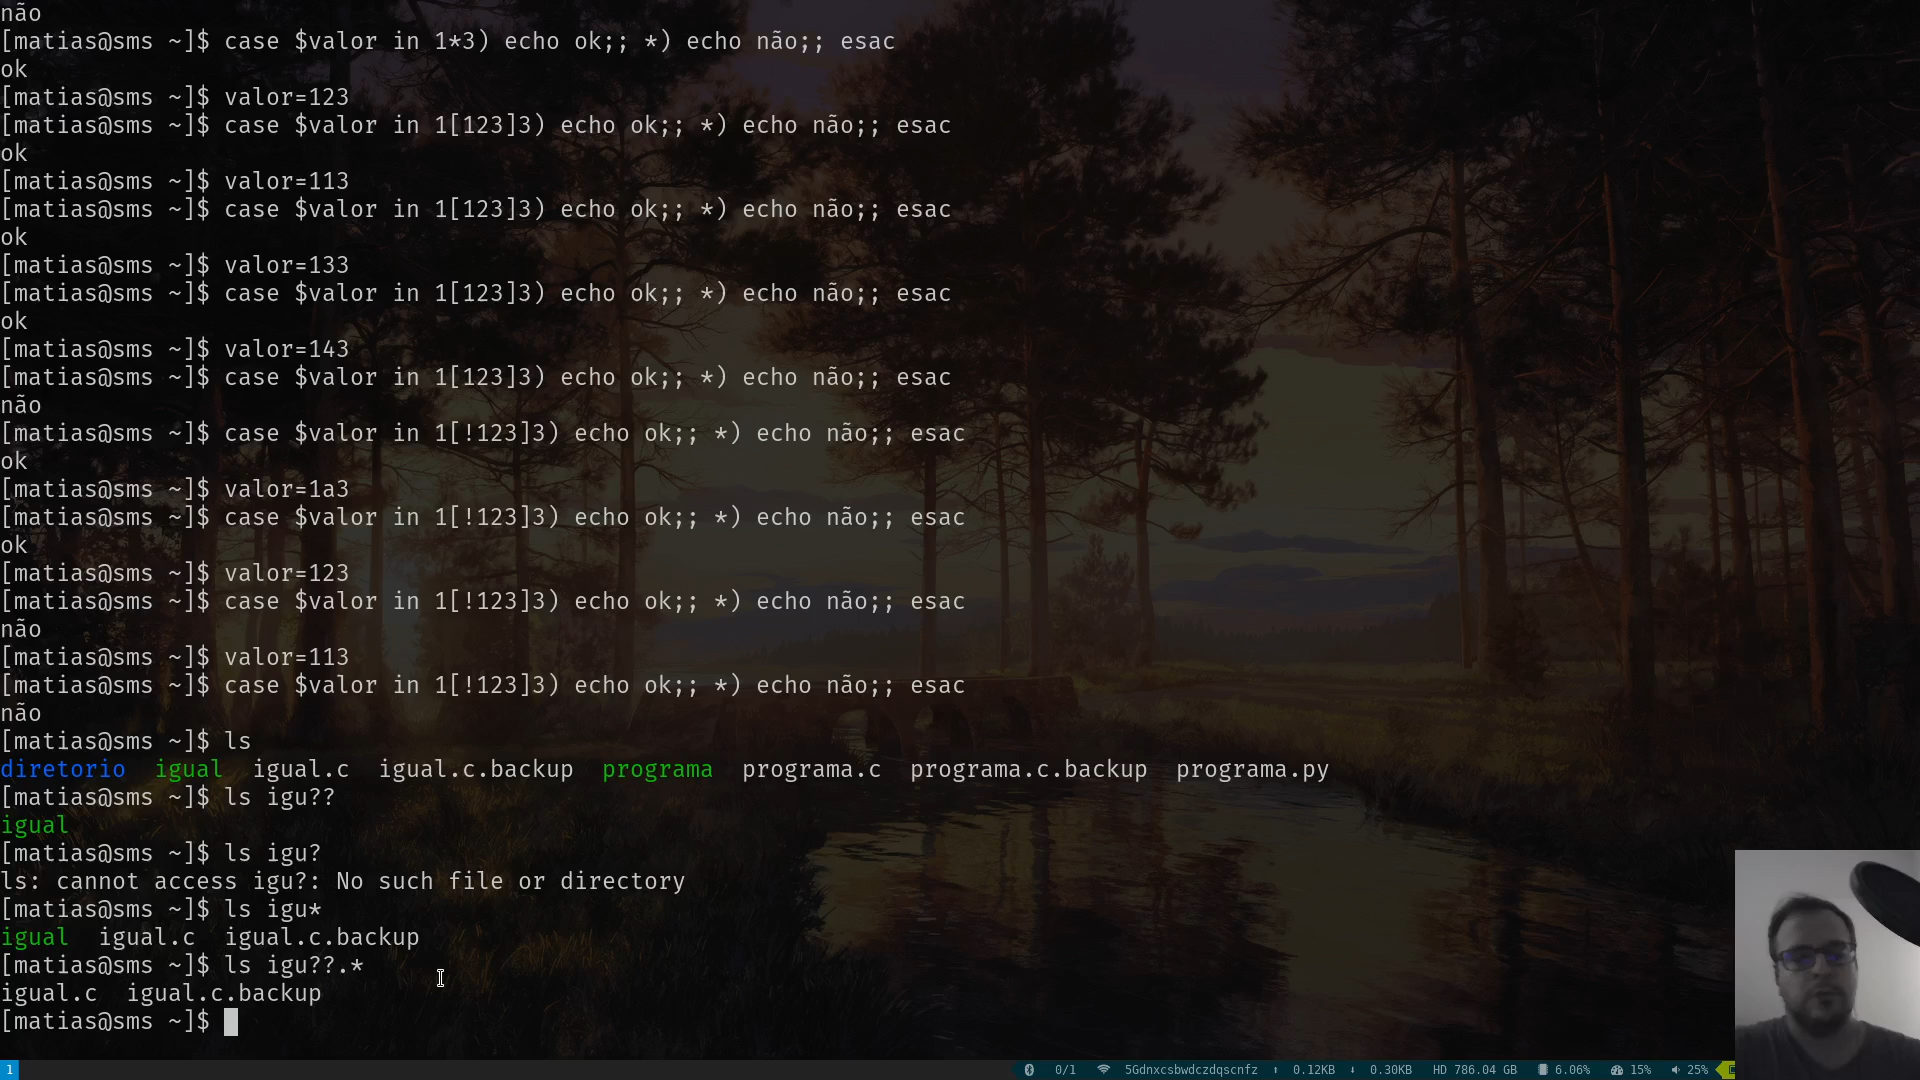 não
[matias@sms ~]$ case $valor in 1*3) echo ok;; *) echo não;; esac
ok
[matias@sms ~]$ valor=123
[matias@sms ~]$ case $valor in 1[123]3) echo ok;; *) echo não;; esac
ok
[matias@sms ~]$ valor=113
[matias@sms ~]$ case $valor in 1[123]3) echo ok;; *) echo não;; esac
ok
[matias@sms ~]$ valor=133
[matias@sms ~]$ case $valor in 1[123]3) echo ok;; *) echo não;; esac
ok
[matias@sms ~]$ valor=143
[matias@sms ~]$ case $valor in 1[123]3) echo ok;; *) echo não;; esac
não
[matias@sms ~]$ case $valor in 1[!123]3) echo ok;; *) echo não;; esac
ok
[matias@sms ~]$ valor=1a3
[matias@sms ~]$ case $valor in 1[!123]3) echo ok;; *) echo não;; esac
ok
[matias@sms ~]$ valor=123
[matias@sms ~]$ case $valor in 1[!123]3) echo ok;; *) echo não;; esac
não
[matias@sms ~]$ valor=113
[matias@sms ~]$ case $valor in 1[!123]3) echo ok;; *) echo não;; esac
não
[matias@sms ~]$ ls
diretorio  igual  igual.c  igual.c.backup  programa  programa.c  programa.c.backup  programa.py
[matias@sms ~]$ ls igu??
igual
[matias@sms ~]$ ls igu?
ls: cannot access igu?: No such file or directory
[matias@sms ~]$ ls igu*
igual  igual.c  igual.c.backup
[matias@sms ~]$ ls igu??.*
igual.c  igual.c.backup
[matias@sms ~]$
1 0/1 5Gdnxcsbwdczdqscnfz ↑ 0.12KB ↓ 0.30KB HD 786.04 GB 6.06% 15% 25%